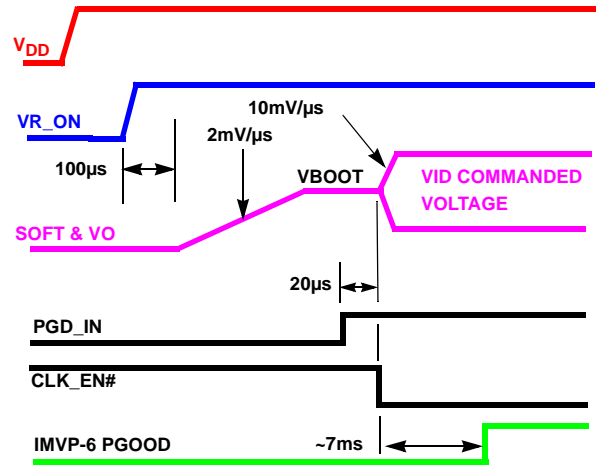 VDD
VR_ON
10mV/µs
2mV/µs
100µs
VBOOT
VID COMMANDED
VOLTAGE
SOFT & VO
20µs
PGD_IN
CLK_EN#
IMVP-6 PGOOD
~7ms